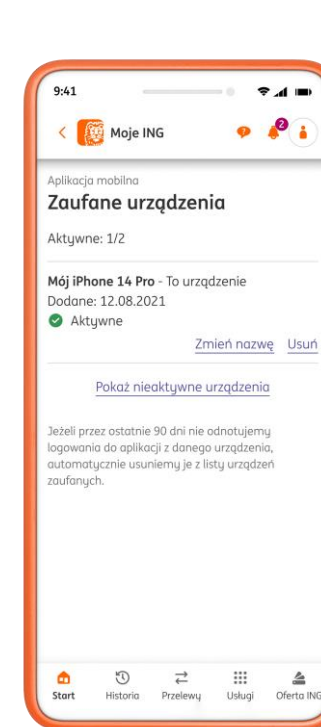 9:41
Moje ING
2
Aplikacja mobilna
Zaufane urządzenia
Aktywne: 1/2
Mój iPhone 14 Pro - To urządzenie
Dodane: 12.08.2021
Aktywne
Zmień nazwę Usuń
Pokaż nieaktywne urządzenia
Jeżeli przez ostatnie 90 dni nie odnotujemy
logowania do aplikacji z danego urządzenia,
automatycznie usuniemy je z listy urządzeń
zaufanych.
Start Historia Przelewy Usługi Oferta ING